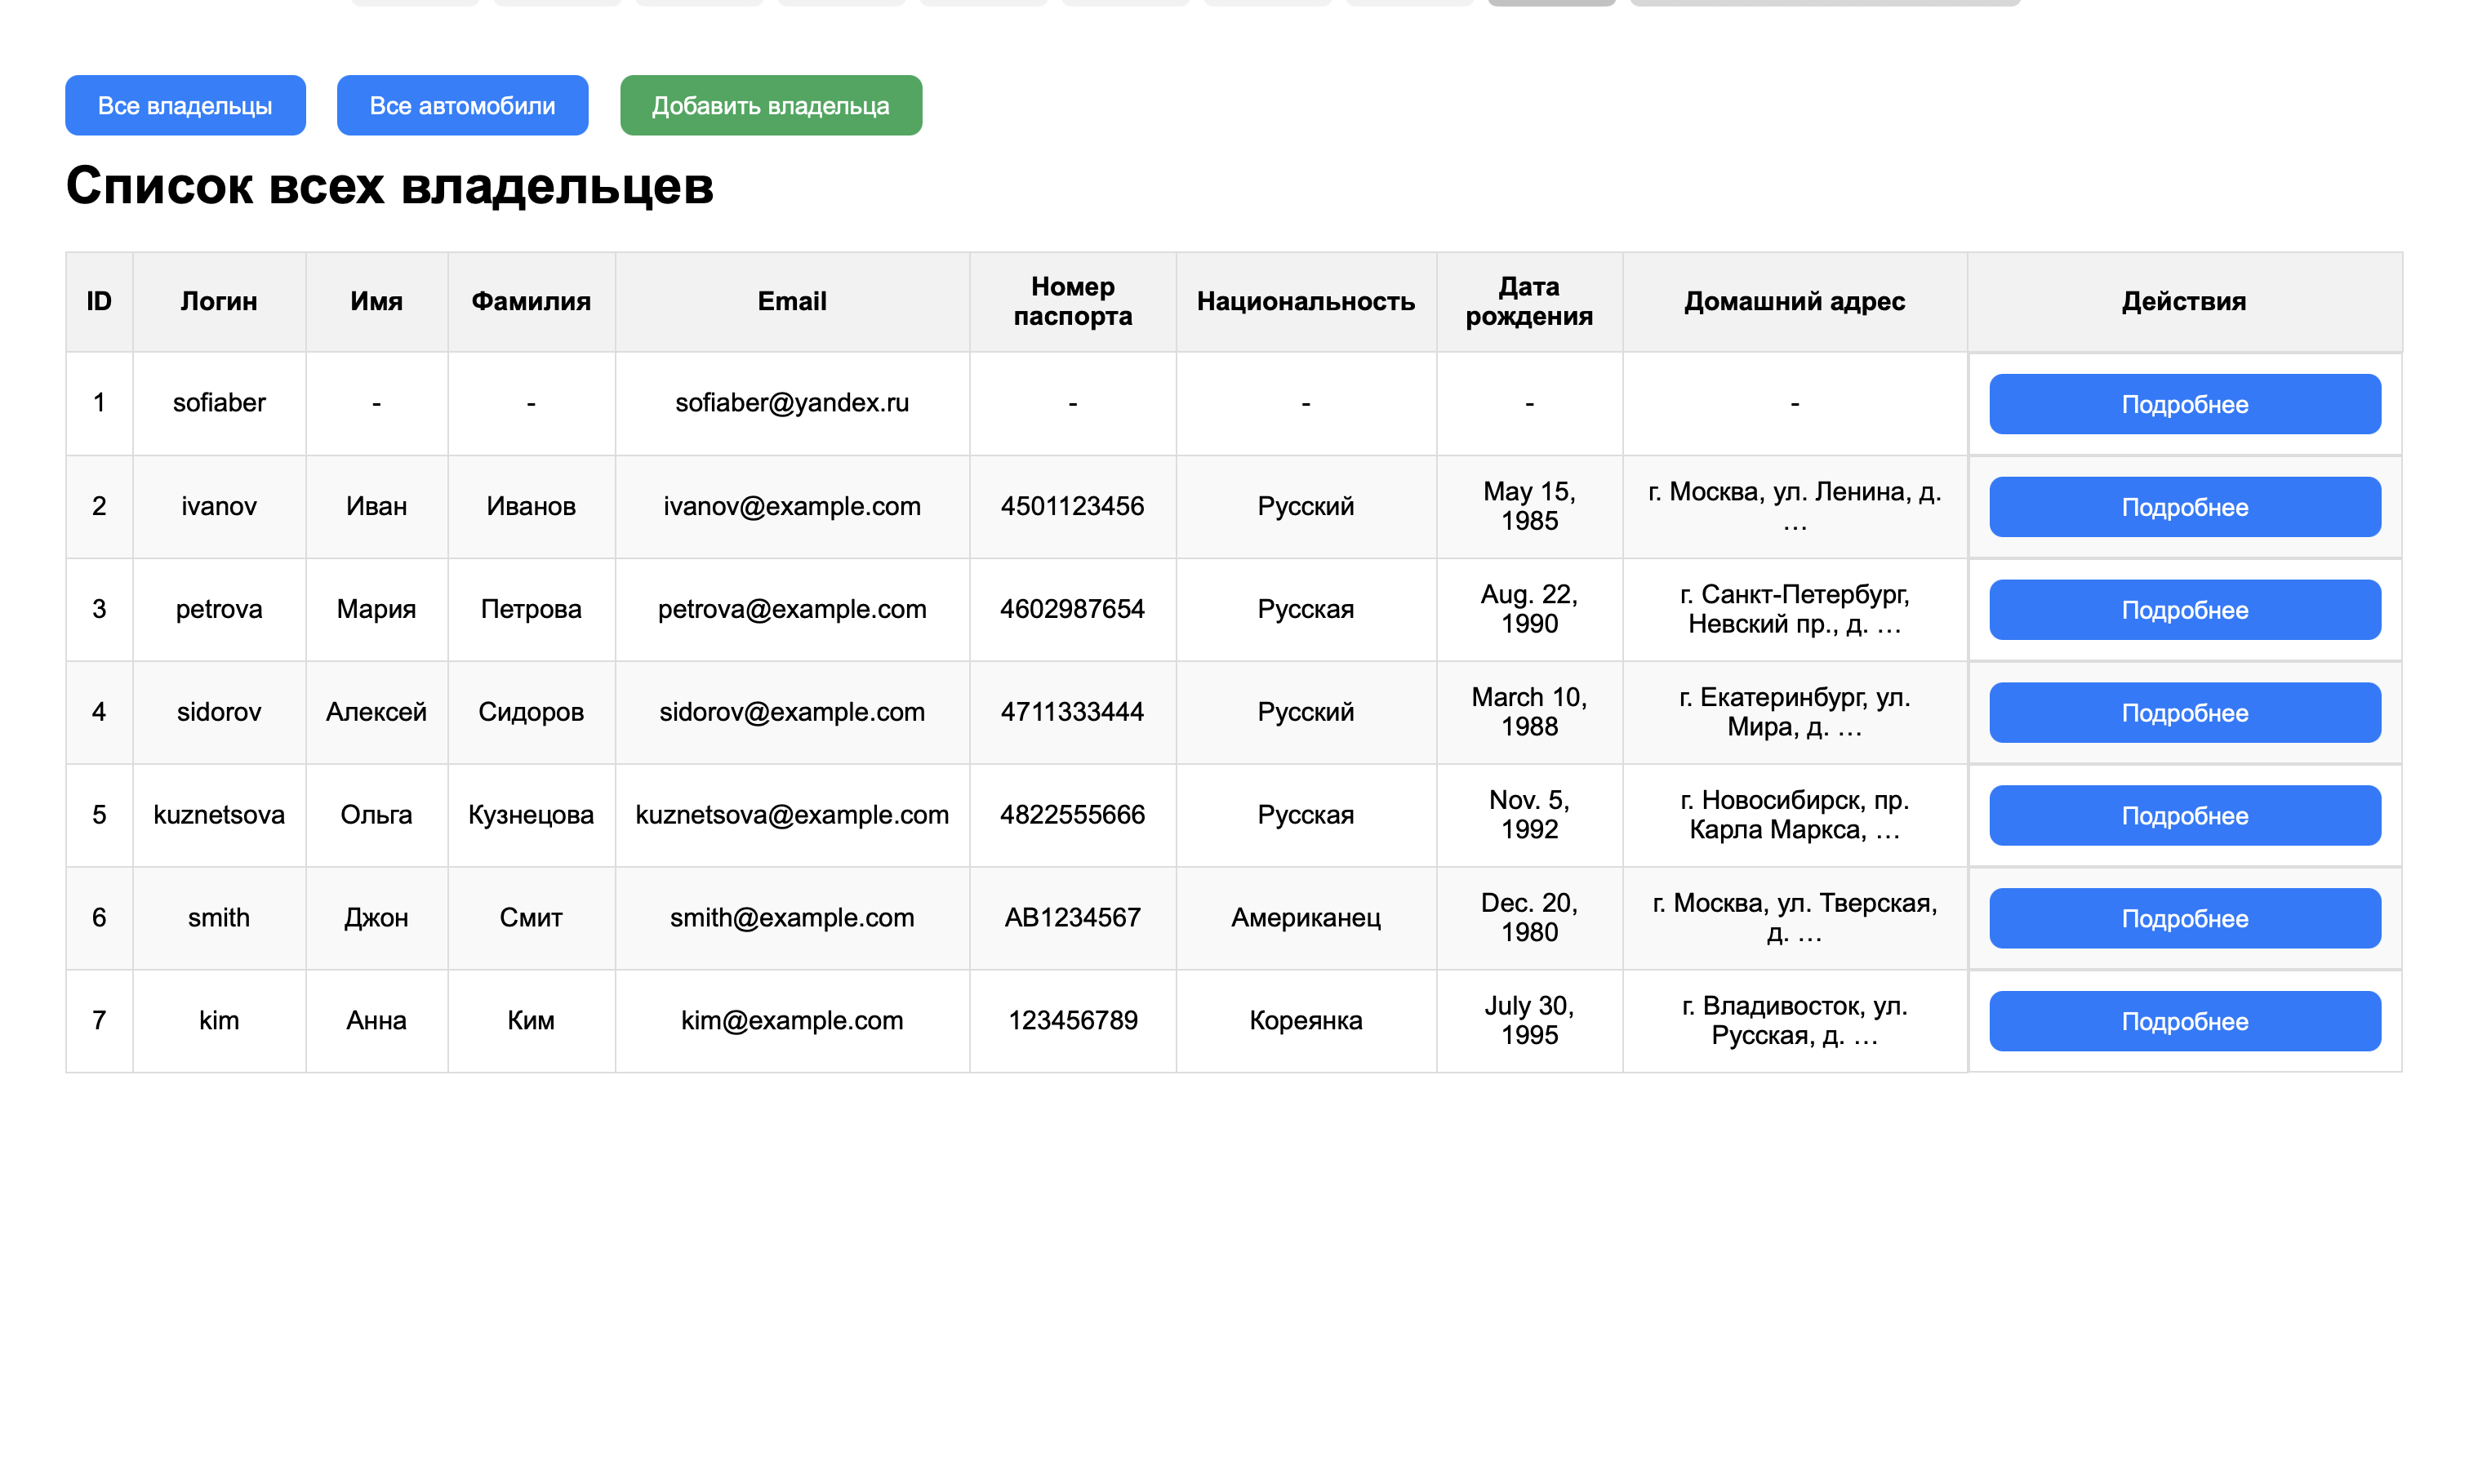 Все владельцы Все автомобили Добавить владельца
Список всех владельцев
ID Логин Имя Фамилия Email Номер паспорта Национальность Дата рождения Домашний адрес Действия
1 sofiaber - - sofiaber@yandex.ru - - - - Подробнее
2 ivanov Иван Иванов ivanov@example.com 4501123456 Русский May 15, 1985 г. Москва, ул. Ленина, д. … Подробнее
3 petrova Мария Петрова petrova@example.com 4602987654 Русская Aug. 22, 1990 г. Санкт-Петербург, Невский пр., д. … Подробнее
4 sidorov Алексей Сидоров sidorov@example.com 4711333444 Русский March 10, 1988 г. Екатеринбург, ул. Мира, д. … Подробнее
5 kuznetsova Ольга Кузнецова kuznetsova@example.com 4822555666 Русская Nov. 5, 1992 г. Новосибирск, пр. Карла Маркса, … Подробнее
6 smith Джон Смит smith@example.com AB1234567 Американец Dec. 20, 1980 г. Москва, ул. Тверская, д. … Подробнее
7 kim Анна Ким kim@example.com 123456789 Кореянка July 30, 1995 г. Владивосток, ул. Русская, д. … Подробнее